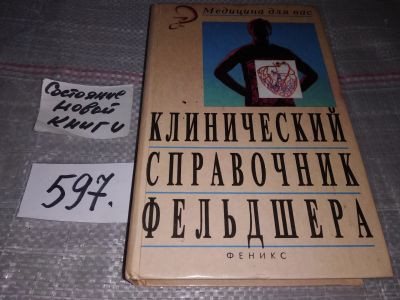 Медицина для вас
Состояние
новой
книги
597.
КЛИНИЧЕСКИЙ
СПРАВОЧНИК
ФЕЛЬДШЕРА
ФЕНИКС